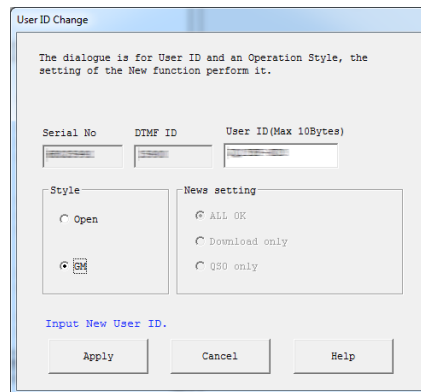 User ID Change
The dialogue is for User ID and an Operation Style, the
setting of the New function perform it.
Serial No DTMF ID User ID(Max 10Bytes)
Style News setting
Open ALL OK
Download only
GM QSO only
Input New User ID.
Apply Cancel Help